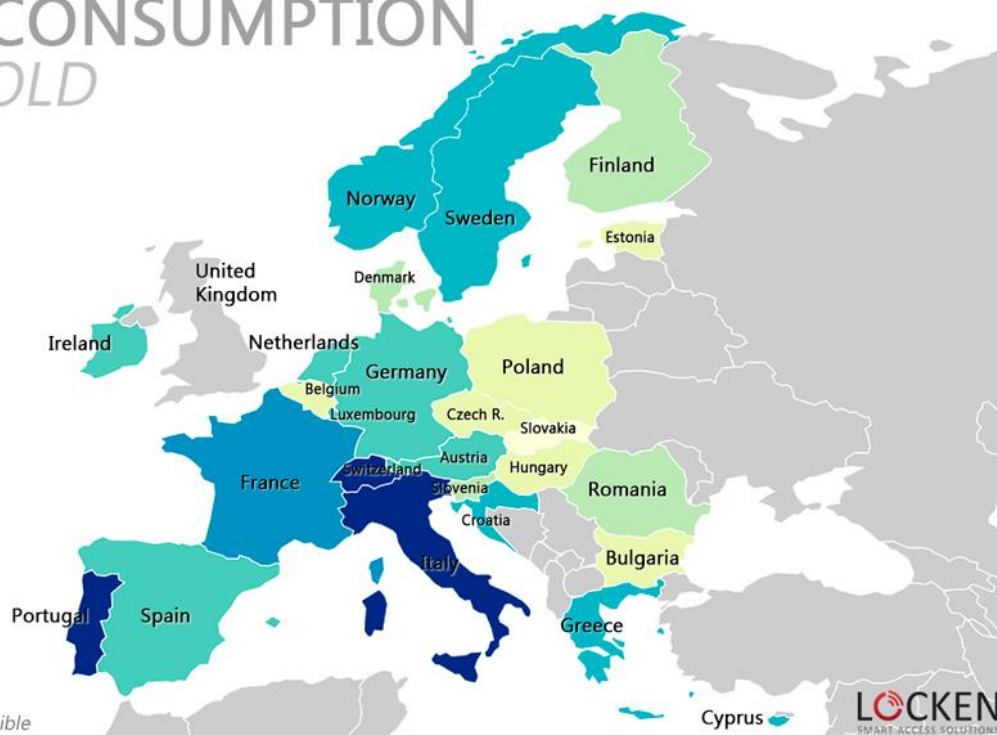 CONSUMPTION
OLD
Norway
Sweden
Finland
Estonia
Denmark
United
Kingdom
Ireland
Netherlands
Germany
Poland
Belgium
Luxembourg
Czech R.
Slovakia
Austria
Hungary
Switzerland
Slovenia
France
Romania
Croatia
Italy
Bulgaria
Portugal
Spain
Greece
Cyprus
ible
LOCKEN
SMART ACCESS SOLUTIONS